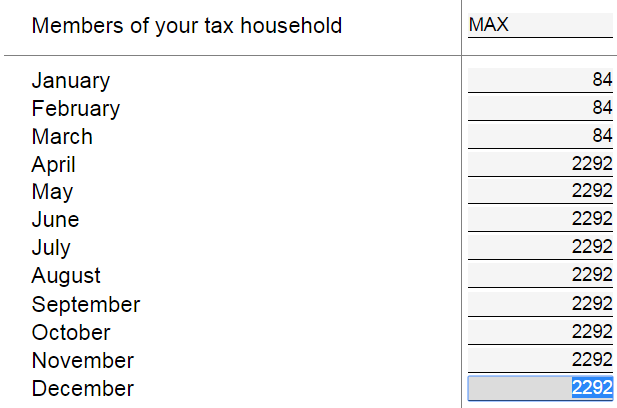 Members of your tax household MAX
January 84
February 84
March 84
April 2292
May 2292
June 2292
July 2292
August 2292
September 2292
October 2292
November 2292
December 2292